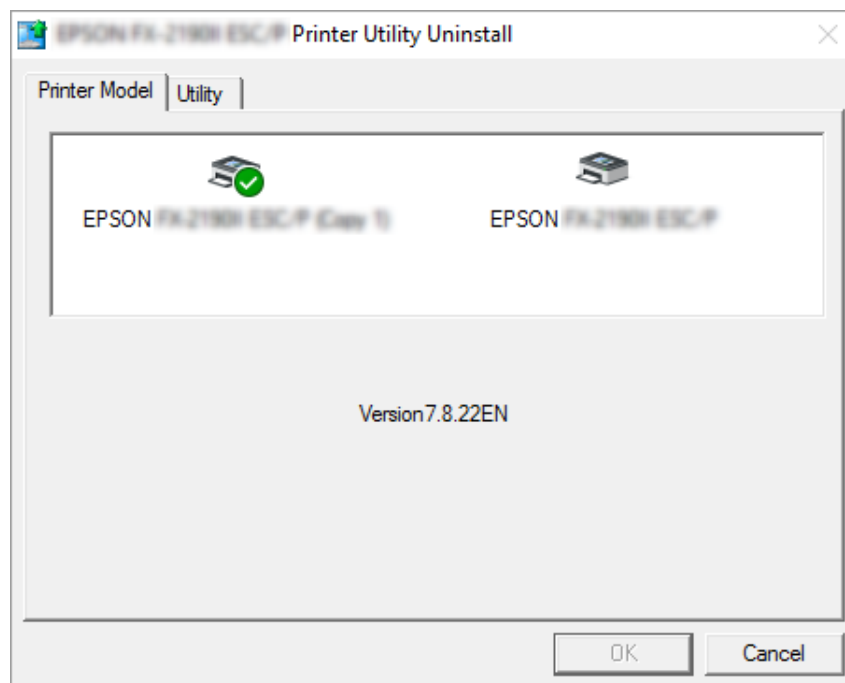 Printer Utility Uninstall
Printer Model Utility
EPSON EPSON
Version7.8.22EN
OK Cancel